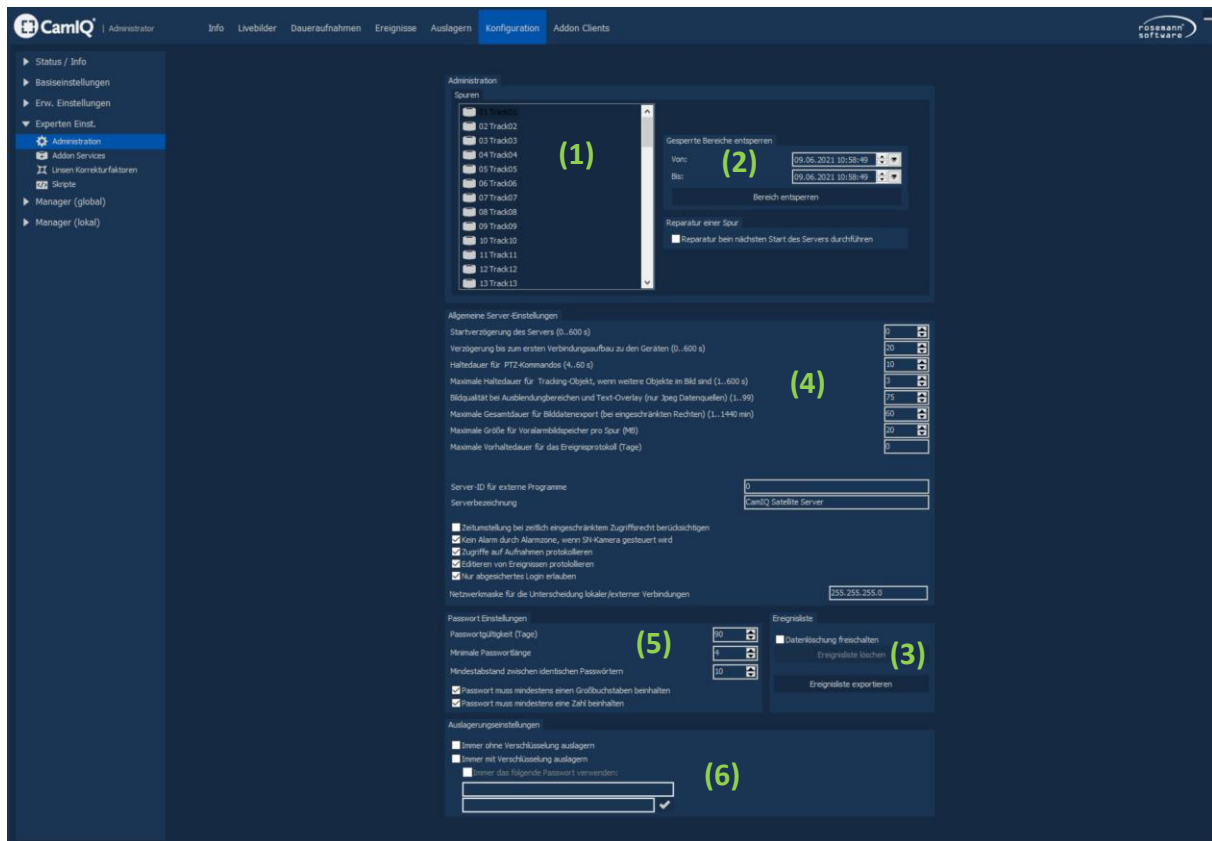 CamIQ | Administrator
Info Livebilder Daueraufnahmen Ereignisse Auslagern Konfiguration Addon Clients
rosemann software
Status / Info
Basiseinstellungen
Erw. Einstellungen
Experten Einst.
Administration
Addon Services
Linsen Korrekturfaktoren
Skripte
Manager (global)
Manager (lokal)
Administration
Spuren
01 Track01
02 Track02
03 Track03
04 Track04
05 Track05
06 Track06
07 Track07
08 Track08
09 Track09
10 Track10
11 Track11
12 Track12
13 Track13
(1)
Gesperrte Bereiche entsperren
Von: 09.06.2021 10:58:49
Bis: 09.06.2021 10:58:49
(2)
Bereich entsperren
Reparatur einer Spur
Reparatur bein nächsten Start des Servers durchführen
Allgemeine Server-Einstellungen
Startverzögerung des Servers (0..600 s) 0
Verzögerung bis zum ersten Verbindungsaufbau zu den Geräten (0..600 s) 20
Haltedauer für PTZ-Kommandos (4..60 s) 10
Maximale Haltedauer für Tracking-Objekt, wenn weitere Objekte im Bild sind (1..600 s) 3
(4)
Bildqualität bei Ausblendungbereichen und Text-Overlay (nur Jpeg Datenquellen) (1..99) 75
Maximale Gesamtdauer für Bilddatenexport (bei eingeschränkten Rechten) (1..1440 min) 60
Maximale Größe für Voralarmbildspeicher pro Spur (MB) 20
Maximale Vorhaltedauer für das Ereignisprotokoll (Tage) 0
Server-ID für externe Programme 0
Serverbezeichnung CamIQ Satellite Server
Zeitumstellung bei zeitlich eingeschränktem Zugriffsrecht berücksichtigen
Kein Alarm durch Alarmzone, wenn SN-Kamera gesteuert wird
Zugriffe auf Aufnahmen protokollieren
Editieren von Ereignissen protololieren
Nur abgesichertes Login erlauben
Netzwerkmaske für die Unterscheidung lokaler/externer Verbindungen 255.255.255.0
Passwort Einstellungen
Passwortgültigkeit (Tage) 90
Minimale Passwortlänge 4
(5)
Mindestabstand zwischen identischen Passwörtern 10
Passwort muss mindestens einen Großbuchstaben beinhalten
Passwort muss mindestens eine Zahl beinhalten
Ereignisliste
Datenlöschung freischalten
Ereignisliste löschen
(3)
Ereignisliste exportieren
Auslagerungseinstellungen
Immer ohne Verschlüsselung auslagern
Immer mit Verschlüsselung auslagern
Immer das folgende Passwort verwenden:
(6)